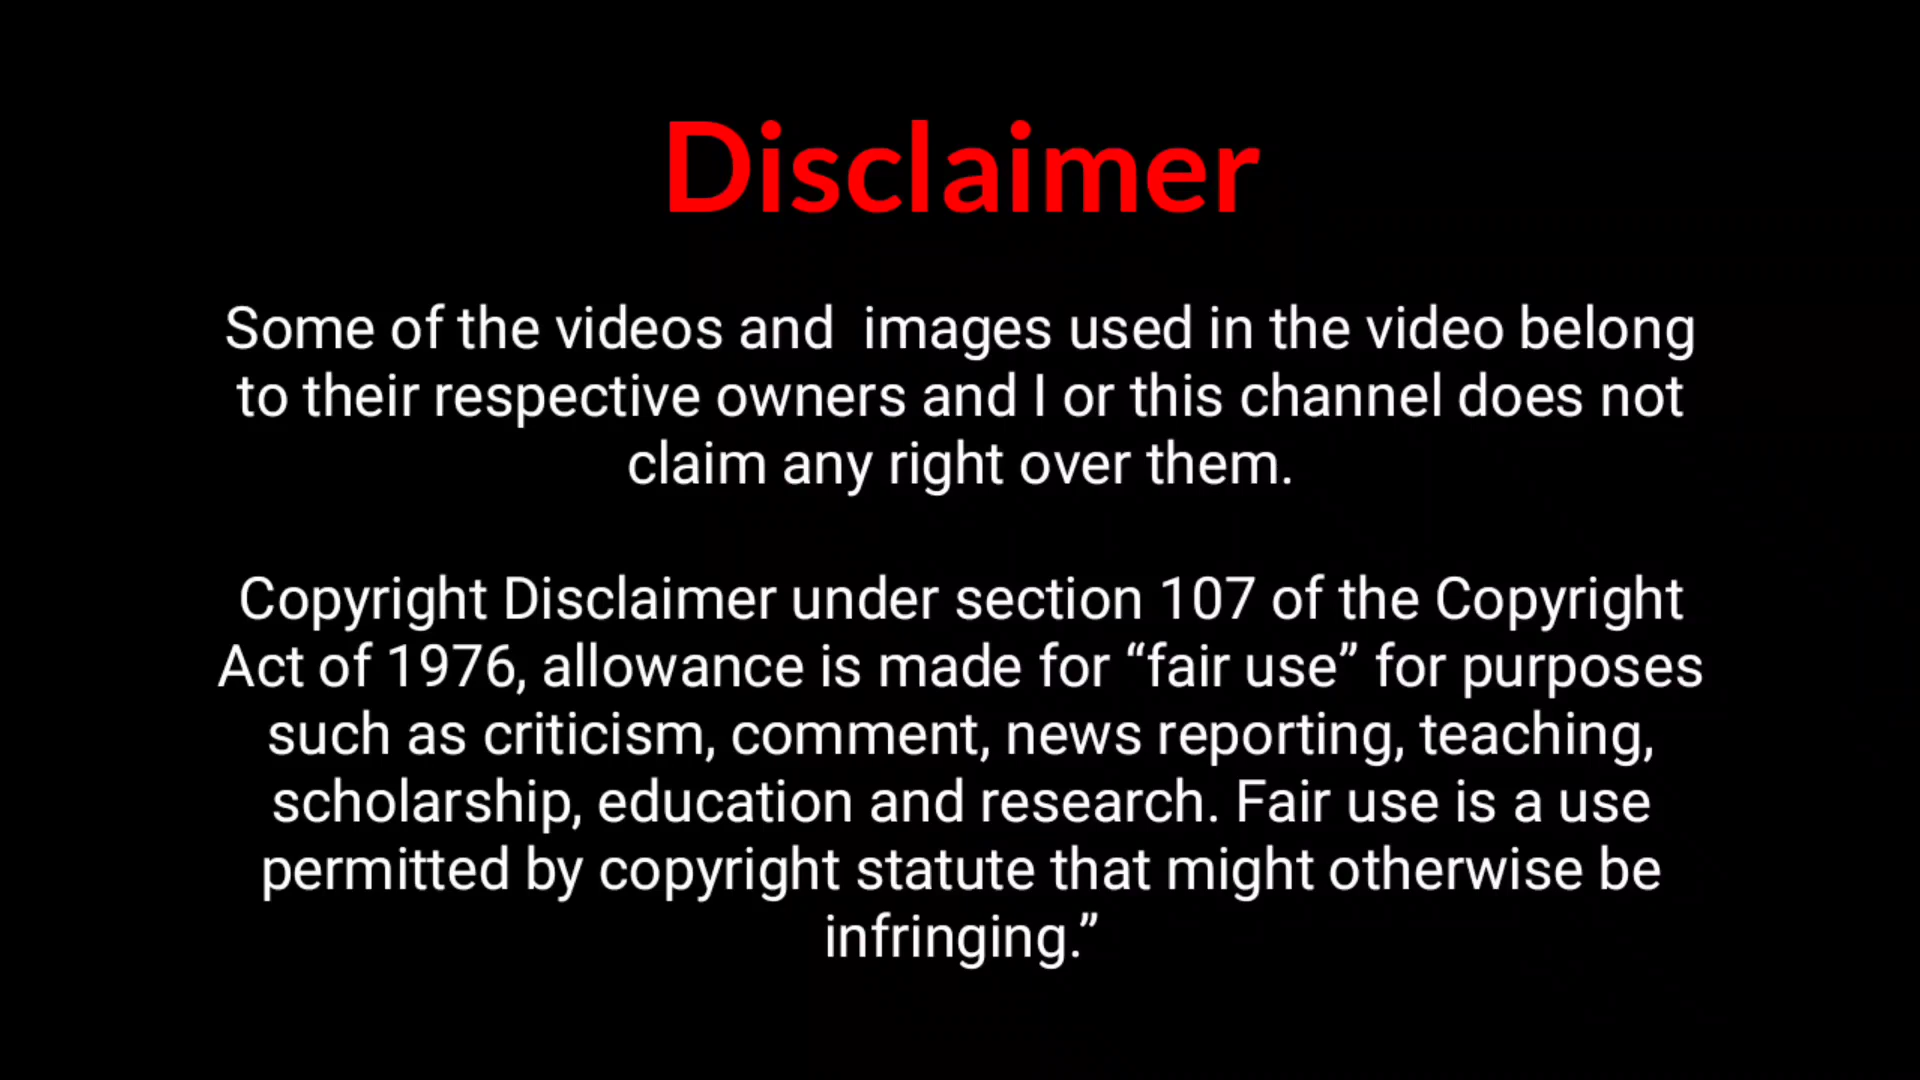 Disclaimer
Some of the videos and  images used in the video belong
to their respective owners and I or this channel does not
claim any right over them.
Copyright Disclaimer under section 107 of the Copyright
Act of 1976, allowance is made for “fair use” for purposes
such as criticism, comment, news reporting, teaching,
scholarship, education and research. Fair use is a use
permitted by copyright statute that might otherwise be
infringing.”